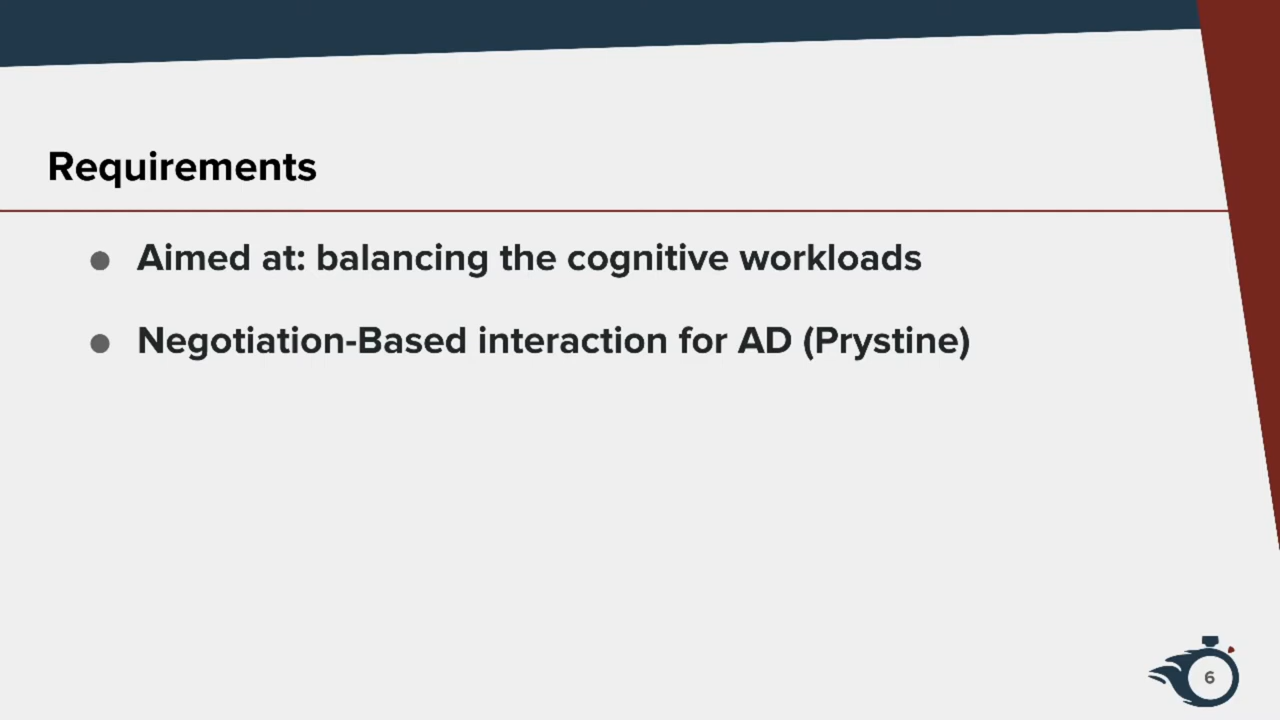 Requirements
Aimed at: balancing the cognitive workloads
Negotiation-Based interaction for AD (Prystine)
6